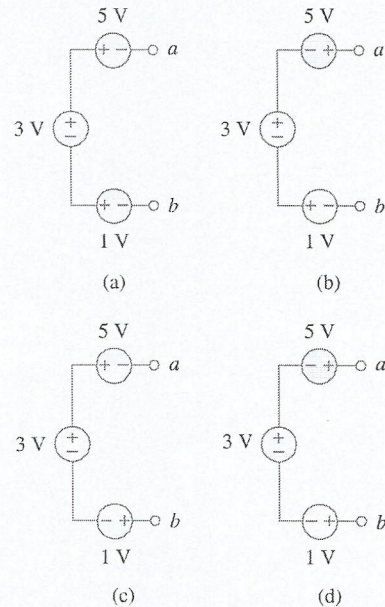 5 V
+ − a
3 V + −
+ − b
1 V
(a)
5 V
− + a
3 V + −
+ − b
1 V
(b)
5 V
+ − a
3 V + −
− + b
1 V
(c)
5 V
− + a
3 V + −
− + b
1 V
(d)